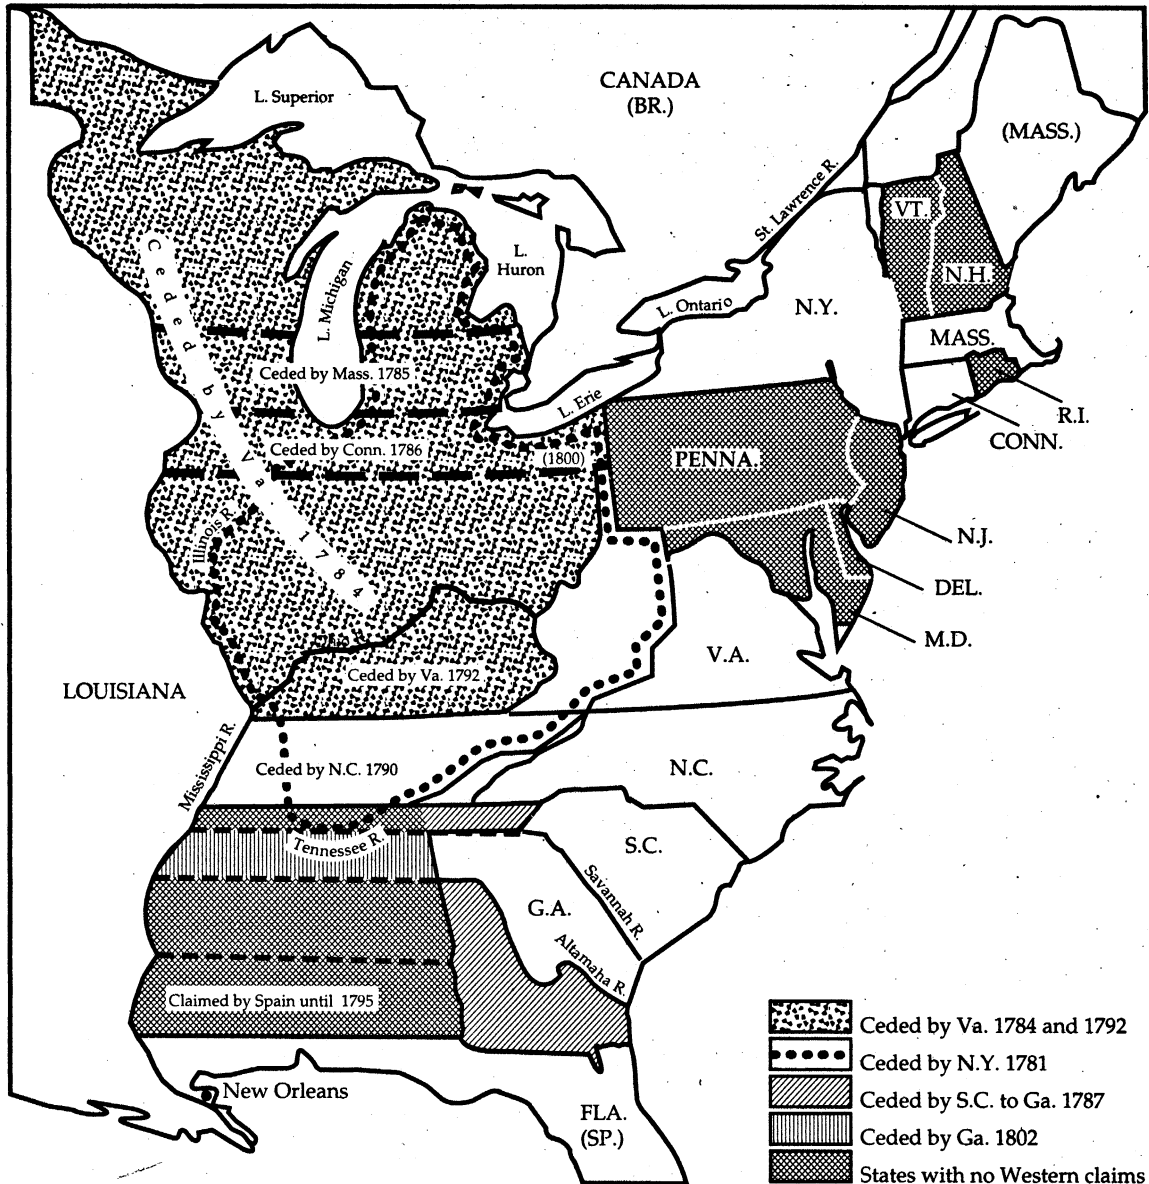 CANADA
(BR.)
L. Superior
(MASS.)
St. Lawrence R.
VT.
N.H.
L.
Huron
L. Michigan
L. Ontario
N.Y.
MASS.
Ceded by Va. 1784
Ceded by Mass. 1785
L. Erie
R.I.
CONN.
Ceded by Conn. 1786
(1800)
PENNA.
Illinois R.
N.J.
DEL.
M.D.
Ohio R.
V.A.
Ceded by Va. 1792
LOUISIANA
Mississippi R.
Ceded by N.C. 1790
N.C.
Tennessee R.
S.C.
Savannah R.
G.A.
Altamaha R.
Claimed by Spain until 1795
New Orleans
FLA.
(SP.)
Ceded by Va. 1784 and 1792
Ceded by N.Y. 1781
Ceded by S.C. to Ga. 1787
Ceded by Ga. 1802
States with no Western claims